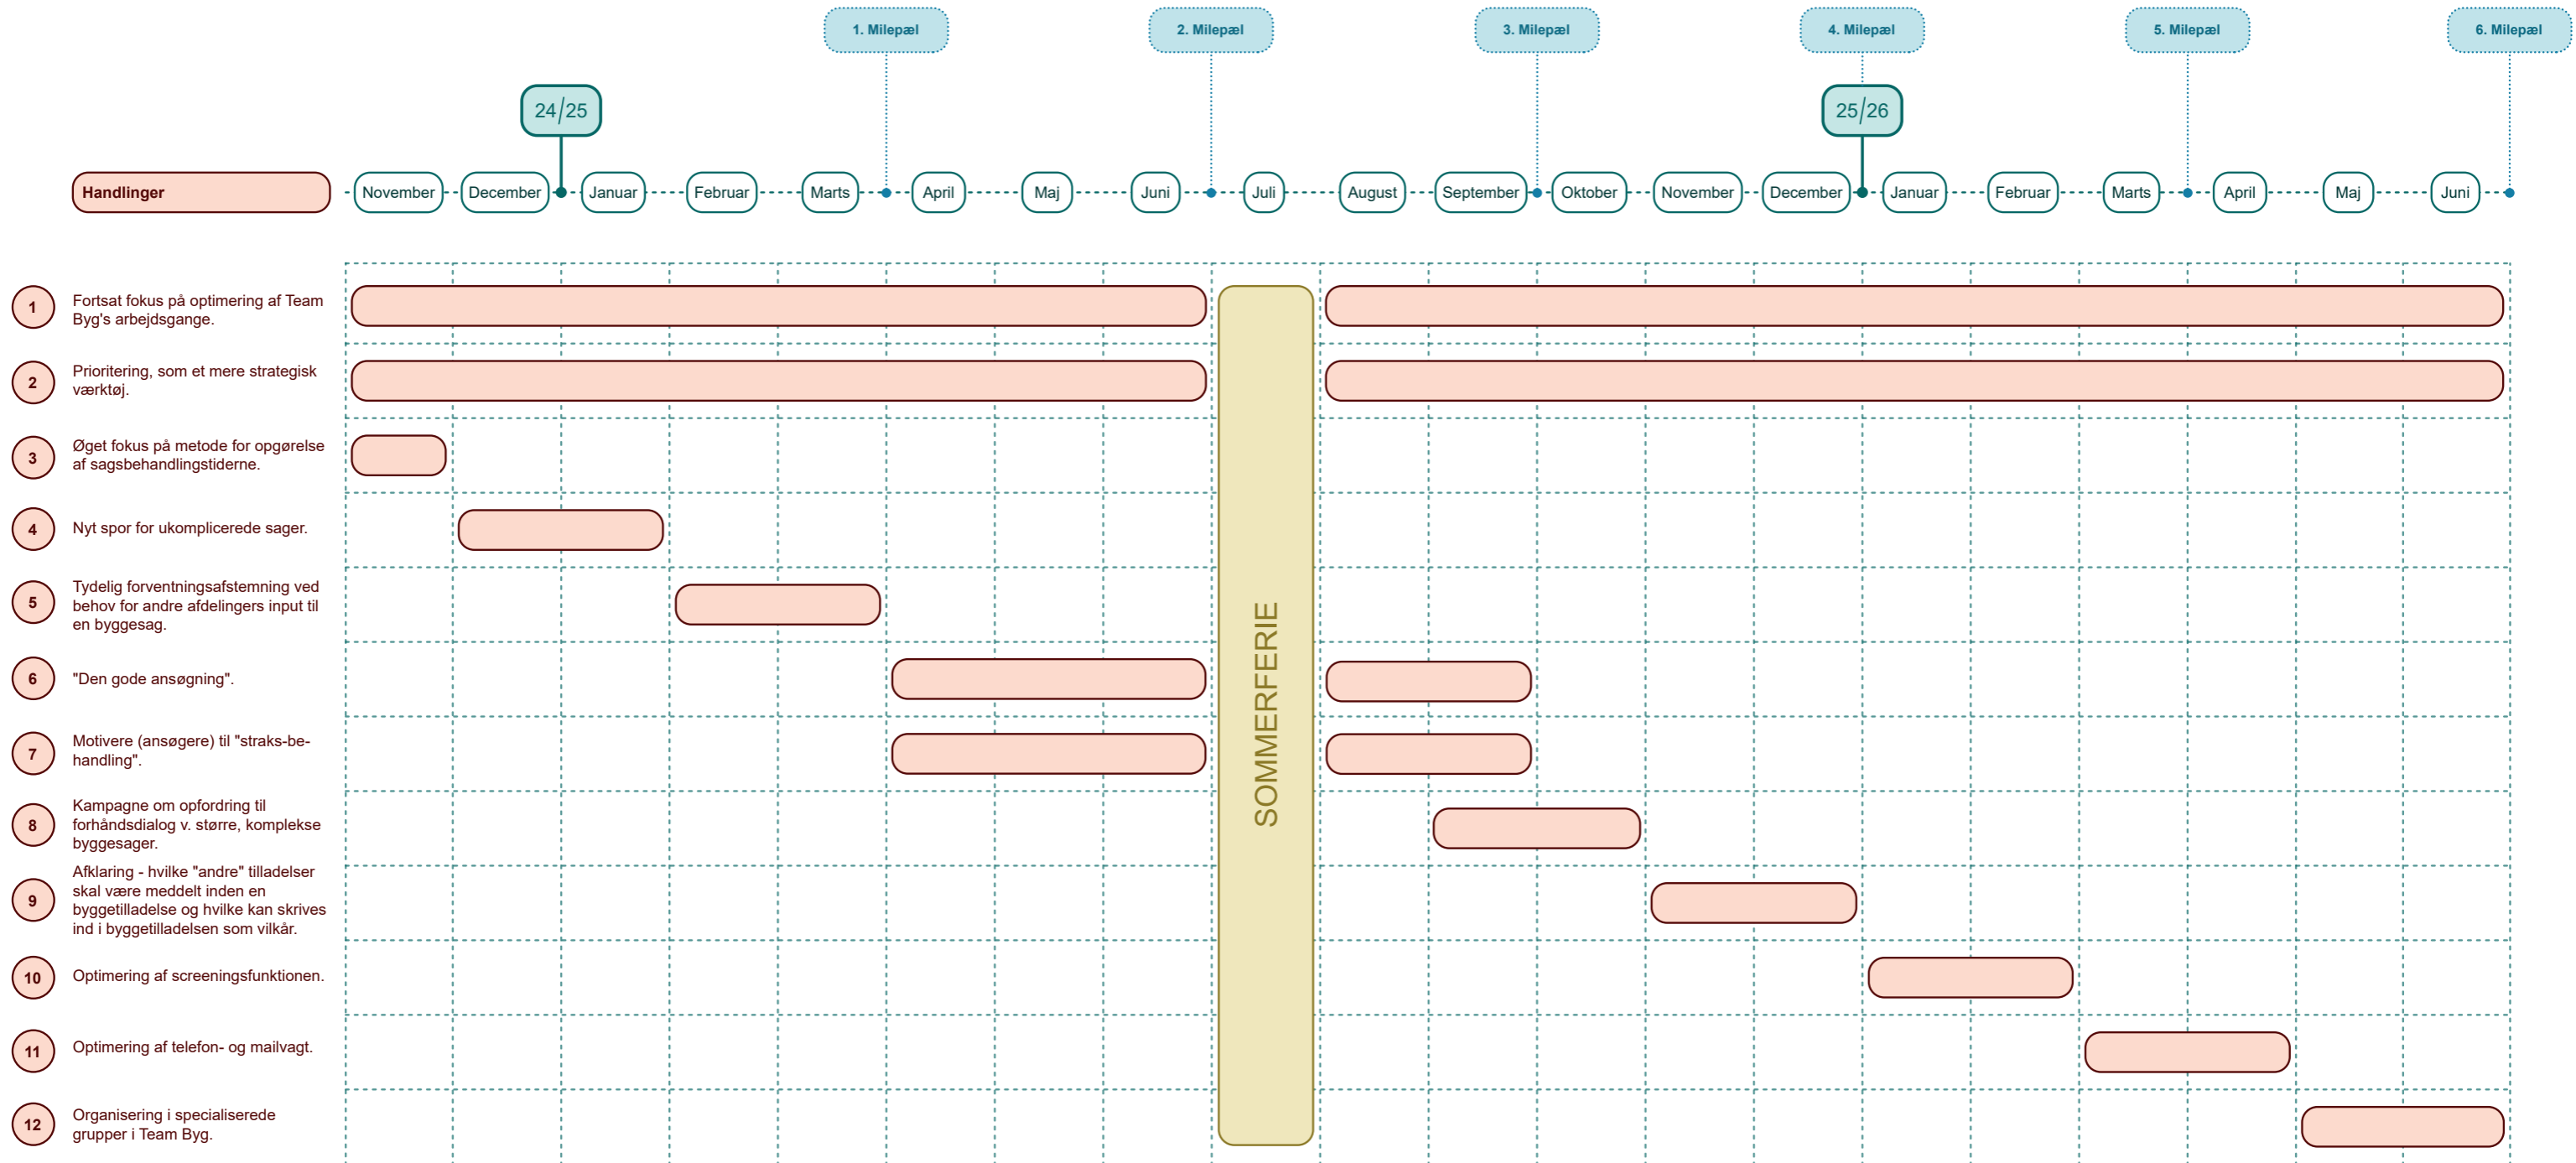 1. Milepæl
2. Milepæl
3. Milepæl
4. Milepæl
5. Milepæl
6. Milepæl
24/25
25/26
Handlinger
November
December
Januar
Februar
Marts
April
Maj
Juni
Juli
August
September
Oktober
November
December
Januar
Februar
Marts
April
Maj
Juni
SOMMERFERIE
1
Fortsat fokus på optimering af Team
Byg's arbejdsgange.
2
Prioritering, som et mere strategisk
værktøj.
3
Øget fokus på metode for opgørelse
af sagsbehandlingstiderne.
4
Nyt spor for ukomplicerede sager.
5
Tydelig forventningsafstemning ved
behov for andre afdelingers input til
en byggesag.
6
"Den gode ansøgning".
7
Motivere (ansøgere) til "straks-be-
handling".
8
Kampagne om opfordring til
forhåndsdialog v. større, komplekse
byggesager.
9
Afklaring - hvilke "andre" tilladelser
skal være meddelt inden en
byggetilladelse og hvilke kan skrives
ind i byggetilladelsen som vilkår.
10
Optimering af screeningsfunktionen.
11
Optimering af telefon- og mailvagt.
12
Organisering i specialiserede
grupper i Team Byg.